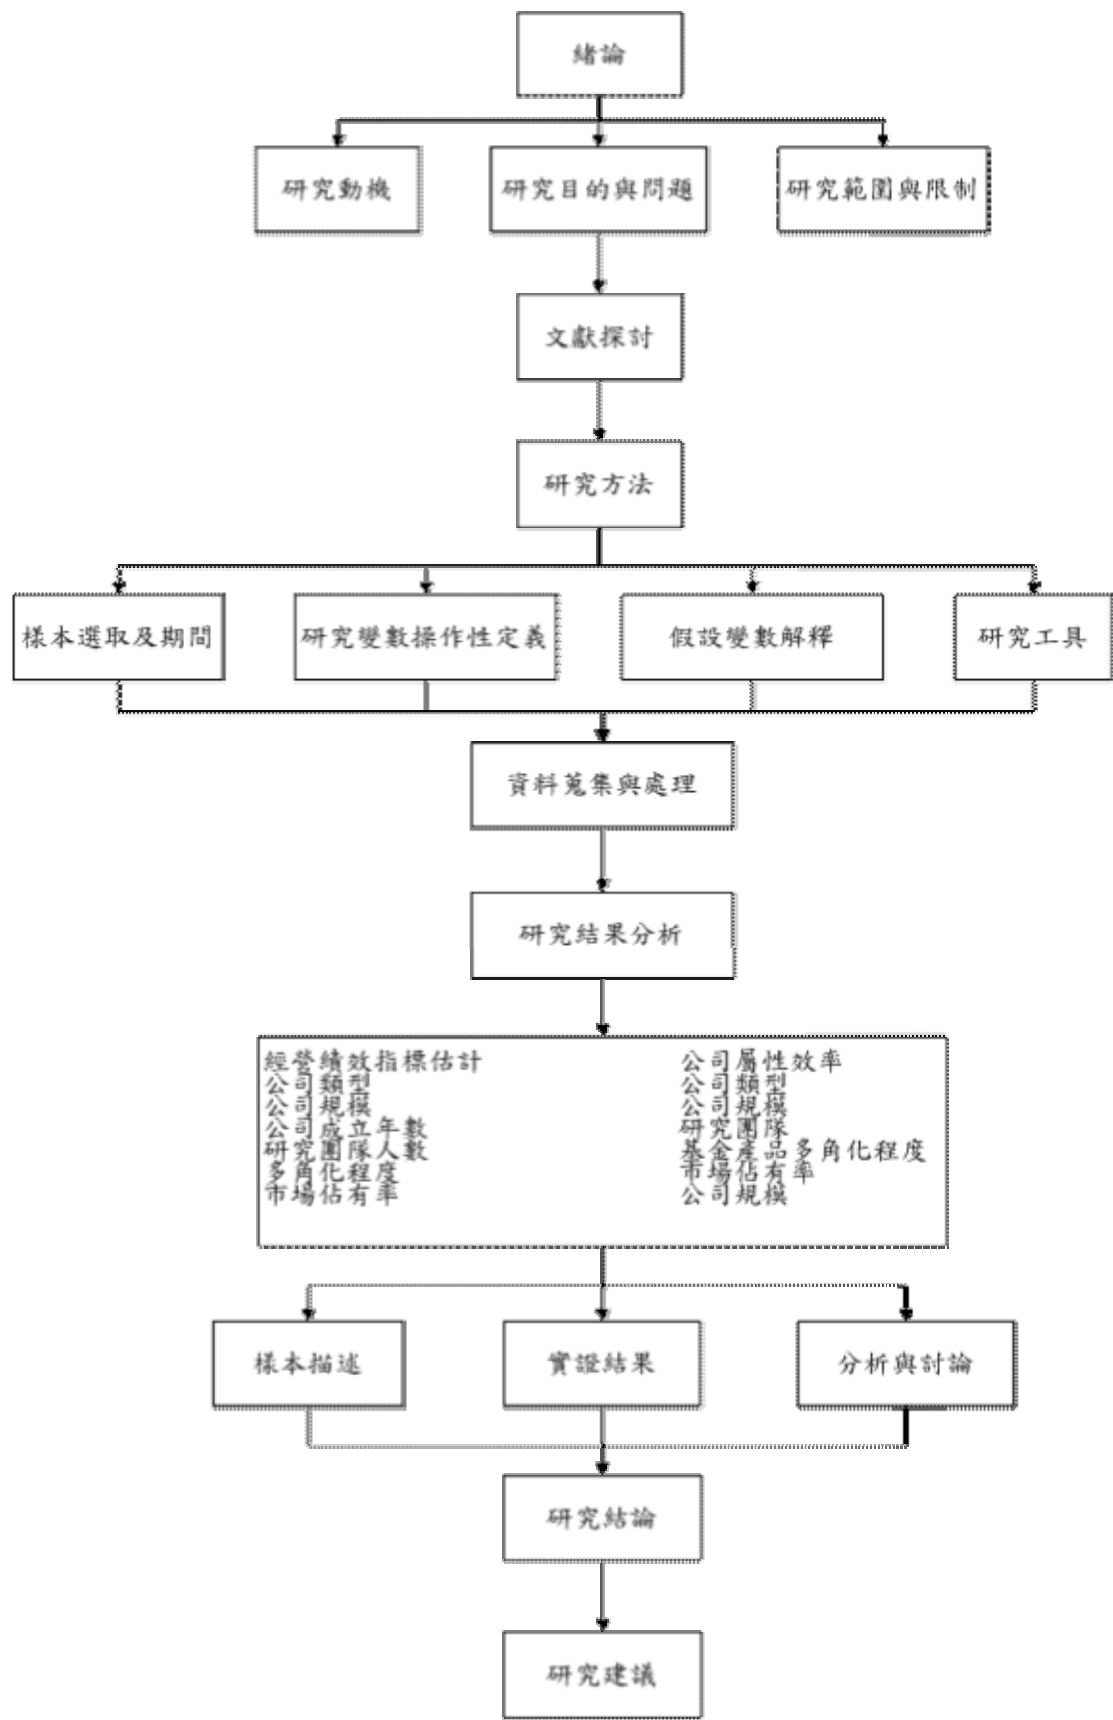 緒論
研究動機
研究目的與問題
研究範圍與限制
文獻探討
研究方法
樣本選取及期間
研究變數操作性定義
假設變數解釋
研究工具
資料蒐集與處理
研究結果分析
經營績效指標估計
公司類型
公司規模
公司成立年數
研究團隊人數
多角化程度
市場佔有率
公司屬性效率
公司類型
公司規模
研究團隊
基金產品多角化程度
市場佔有率
公司規模
樣本描述
實證結果
分析與討論
研究結論
研究建議